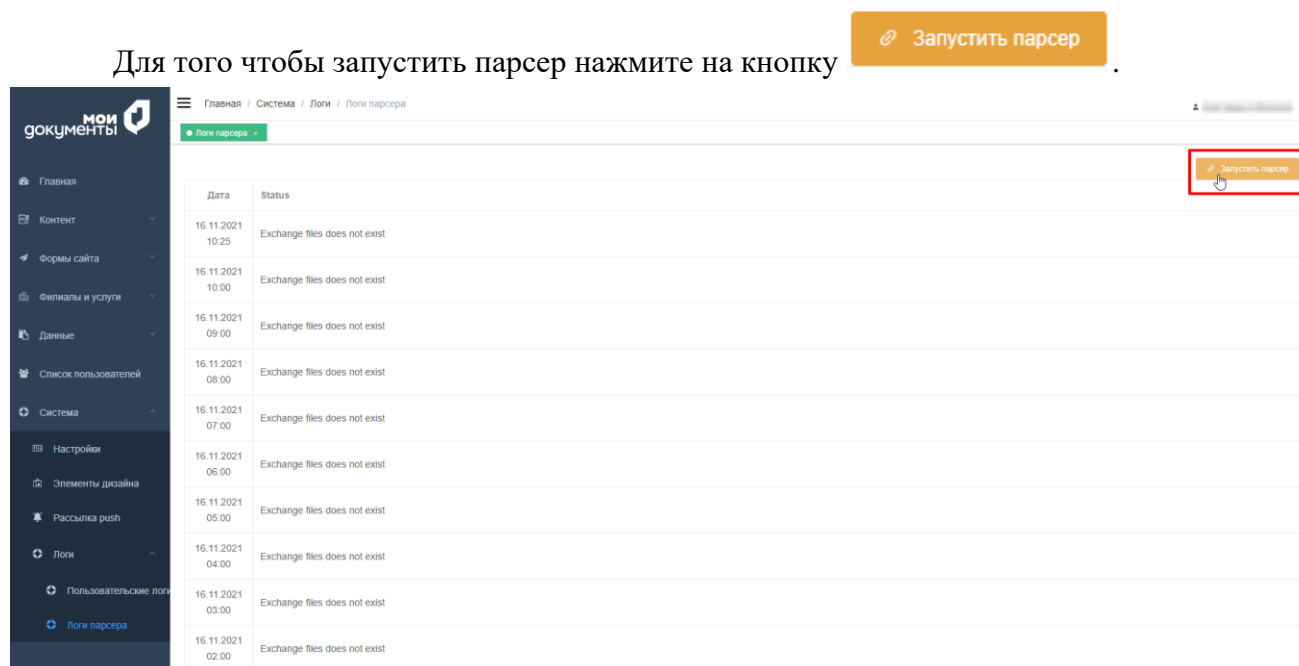 Для того чтобы запустить парсер нажмите на кнопку Запустить парсер .
мои
документы
Главная / Система / Логи / Логи парсера
Логи парсера ×
Запустить парсер
Главная
Контент
Формы сайта
Филиалы и услуги
Данные
Список пользователей
Система
Настройки
Элементы дизайна
Рассылка push
Логи
Пользовательские логи
Логи парсера
Дата Status
16.11.2021
10:25
Exchange files does not exist
16.11.2021
10:00
Exchange files does not exist
16.11.2021
09:00
Exchange files does not exist
16.11.2021
08:00
Exchange files does not exist
16.11.2021
07:00
Exchange files does not exist
16.11.2021
06:00
Exchange files does not exist
16.11.2021
05:00
Exchange files does not exist
16.11.2021
04:00
Exchange files does not exist
16.11.2021
03:00
Exchange files does not exist
16.11.2021
02:00
Exchange files does not exist